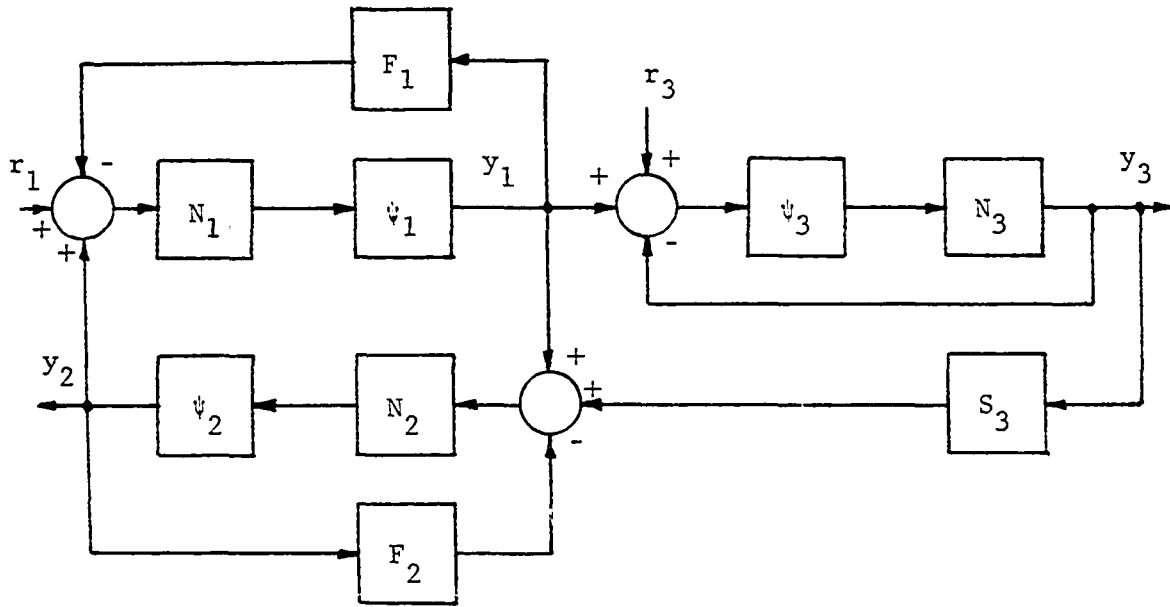 F₁
r₃
r₁
-
+
+
N₁
ψ₁
y₁
+
+
-
ψ₃
N₃
y₃
y₂
ψ₂
N₂
+
+
-
S₃
F₂